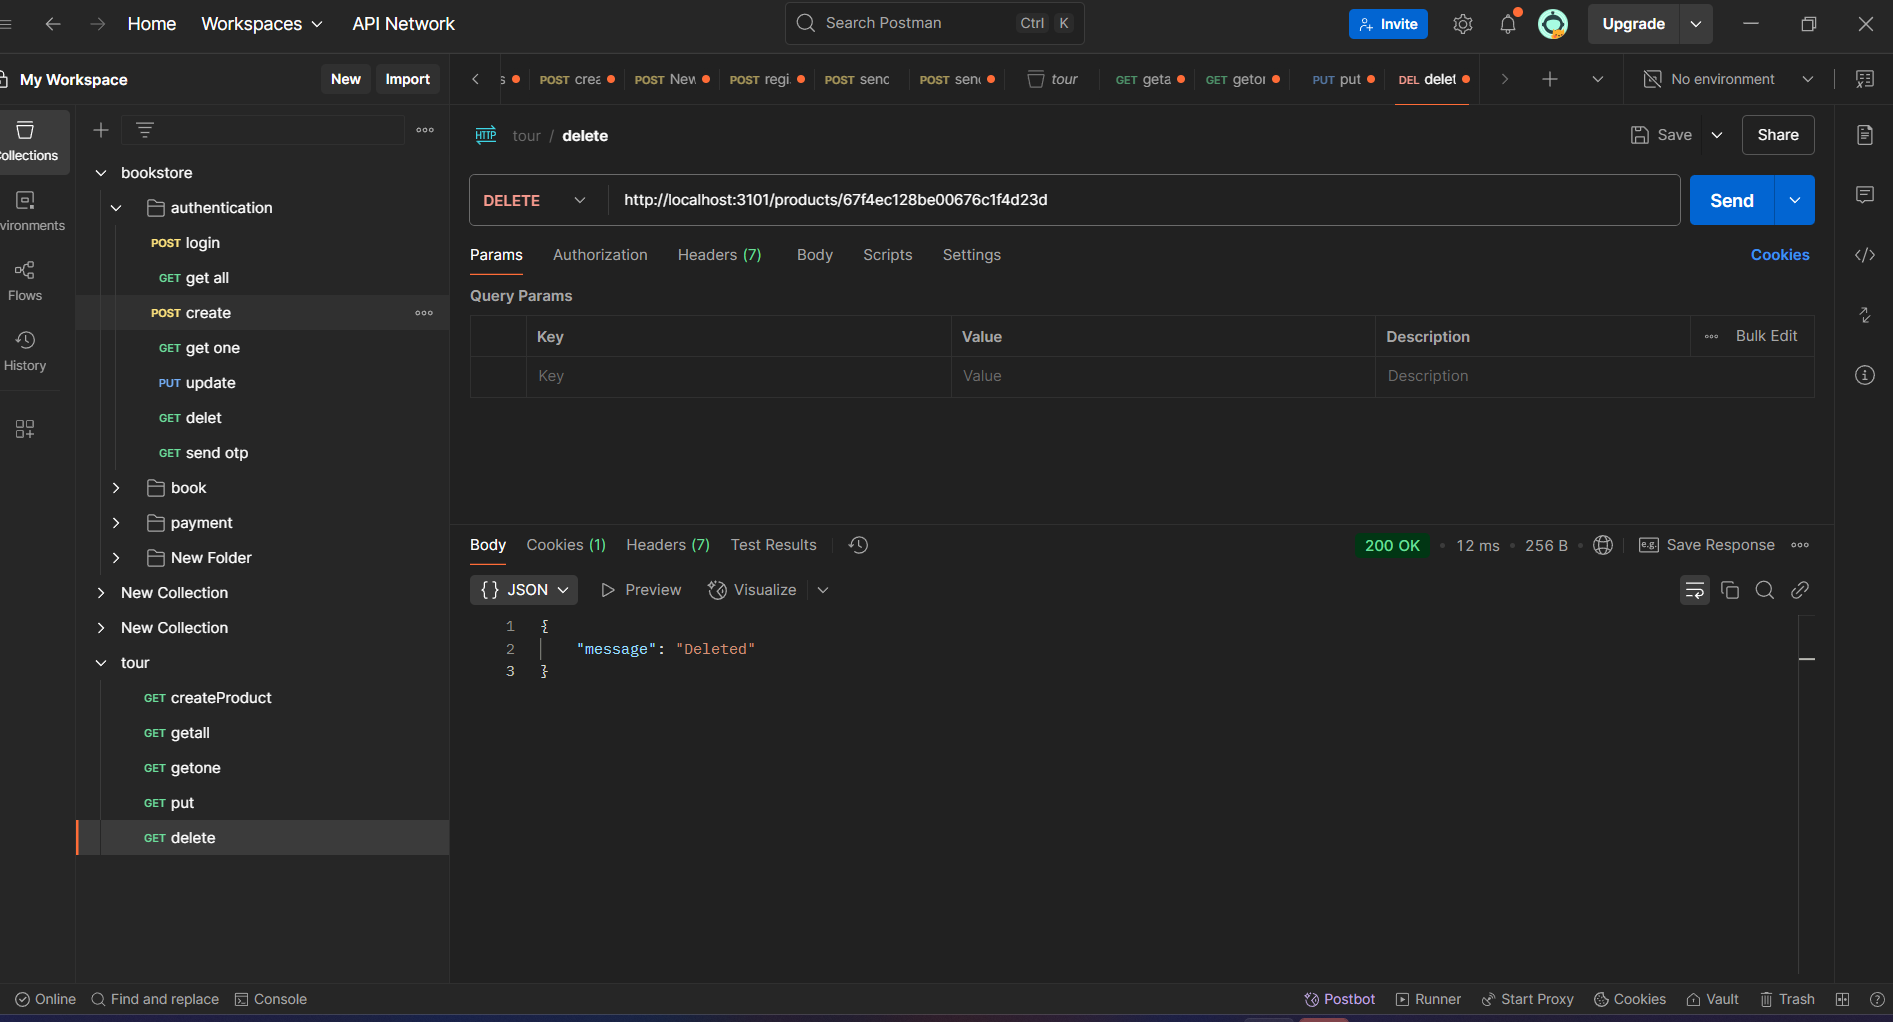 Home Workspaces API Network Search Postman Ctrl K Invite Upgrade
My Workspace New Import
s POST crea POST New POST regi. POST senc POST senc tour GET geta GET getor PUT put DEL delet No environment
Collections
Environments
Flows
History
bookstore
authentication
POST login
GET get all
POST create
GET get one
PUT update
GET delet
GET send otp
book
payment
New Folder
New Collection
New Collection
tour
GET createProduct
GET getall
GET getone
GET put
GET delete
HTTP tour / delete Save Share
DELETE http://localhost:3101/products/67f4ec128be00676c1f4d23d Send
Params Authorization Headers (7) Body Scripts Settings Cookies
Query Params
Key Value Description Bulk Edit
Key Value Description
Body Cookies (1) Headers (7) Test Results 200 OK • 12 ms • 256 B • e.g. Save Response
{} JSON Preview Visualize
1 {
2 "message": "Deleted"
3 }
Online Find and replace Console Postbot Runner Start Proxy Cookies Vault Trash